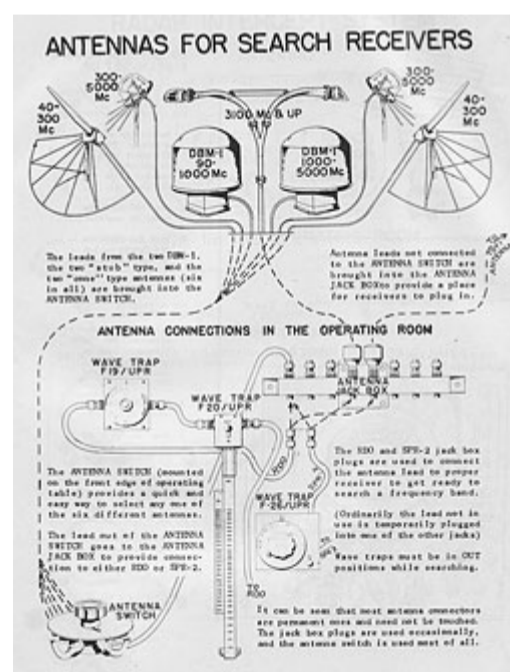 ANTENNAS FOR SEARCH RECEIVERS
300-
5000
Mc
300-
5000
Mc
40-
300
Mc
40-
300
Mc
3100 Mc & UP
DBM-1
90-
1000 Mc
DBM-1
1000-
5000 Mc
TO
ANTENNA
The leads from the two DBM-1,
the two "stub" type, and the
two "cone" type antennas (six
in all) are brought into the
ANTENNA SWITCH.
Antenna leads not connected
to the ANTENNA SWITCH are
brought into the ANTENNA
JACK BOX to provide a place
for receivers to plug in.
ANTENNA CONNECTIONS IN THE OPERATING ROOM
WAVE TRAP
F19/UPR
WAVE TRAP
F20/UPR
ANTENNA
JACK BOX
RDO
SPR-2
The ANTENNA SWITCH (mounted
on the front edge of operating
table) provides a quick and
easy way to select any one of
the six different antennas.
The lead out of the ANTENNA
SWITCH goes to the ANTENNA
JACK BOX to provide connec-
tion to either RDO or SPR-2.
WAVE TRAP
F-26/UPR
The RDO and SPR-2 jack box
plugs are used to connect
the antenna lead to proper
receiver to get ready to
search a frequency band.
(Ordinarily the lead not in
use is temporarily plugged
into one of the other jacks)
Wave traps must be in OUT
positions while searching.
TO
RDO
TO
SPR-2
ANTENNA
SWITCH
It can be seen that most antenna connectors
are permanent ones and need not be touched.
The jack box plugs are used occasionally,
and the antenna switch is used most of all.